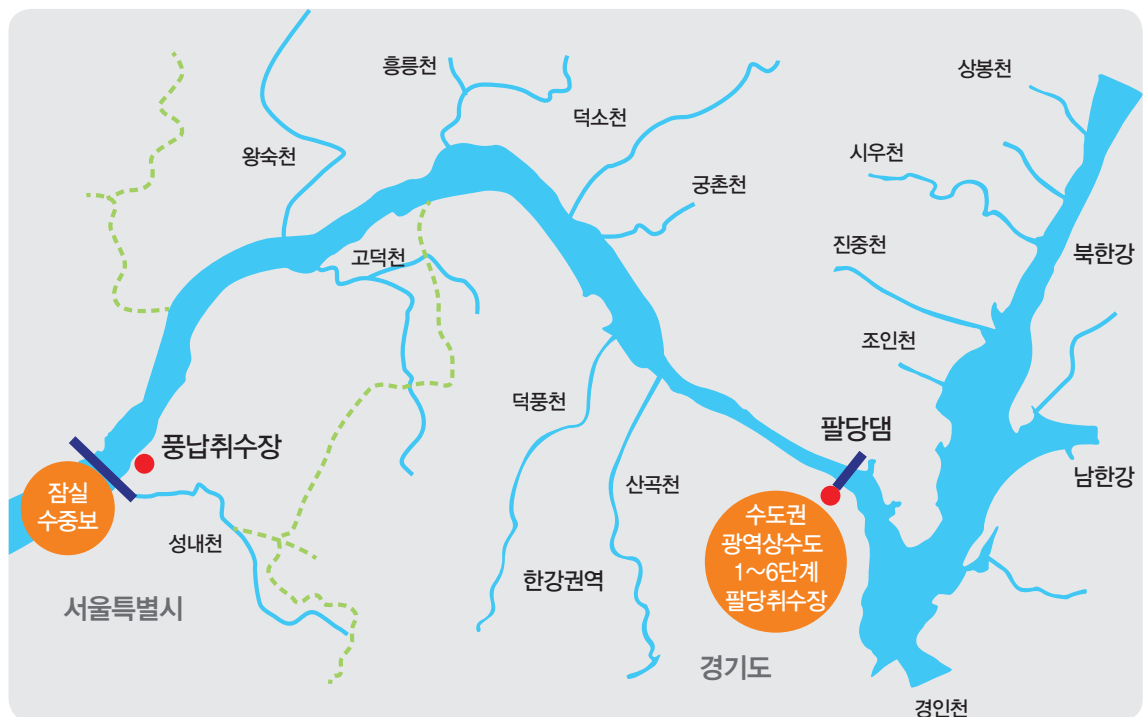 흥릉천
상봉천
덕소천
왕숙천
시우천
궁촌천
고덕천
진중천
북한강
조인천
덕풍천
팔당댐
풍납취수장
남한강
산곡천
잠실
수중보
수도권
광역상수도
1~6단계
팔당취수장
성내천
한강권역
서울특별시
경기도
경인천